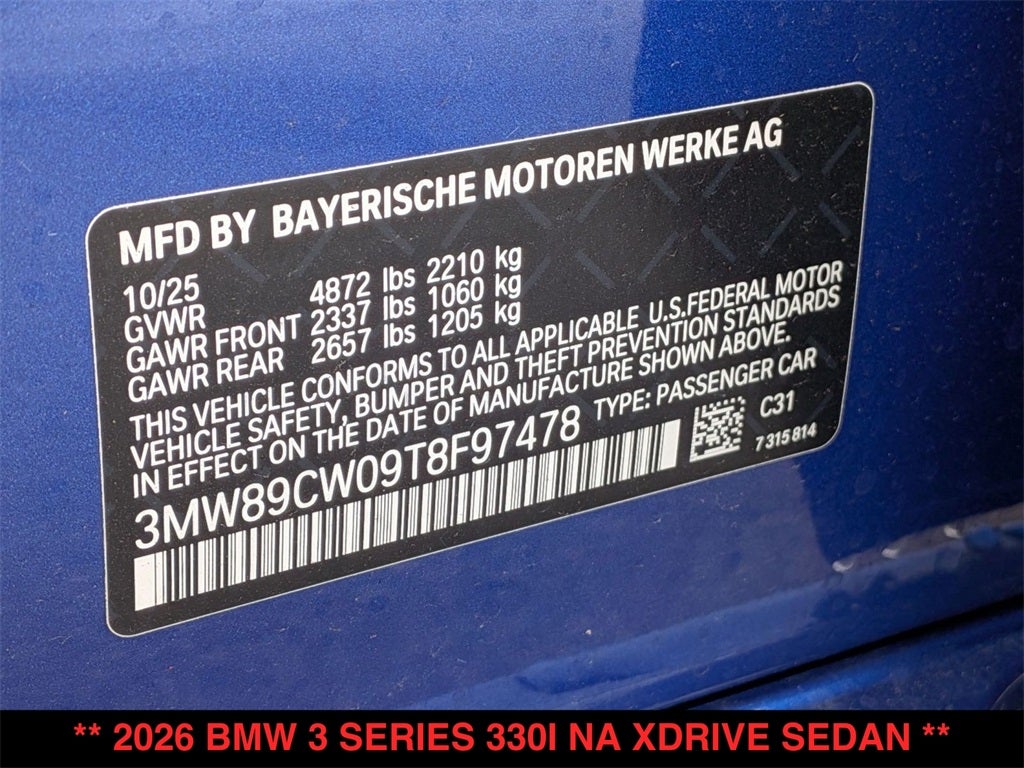 MFD BY BAYERISCHE MOTOREN WERKE AG
10/25
GVWR 4872 lbs 2210 kg
GAWR FRONT 2337 lbs 1060 kg
GAWR REAR 2657 lbs 1205 kg
THIS VEHICLE CONFORMS TO ALL APPLICABLE U.S.FEDERAL MOTOR
VEHICLE SAFETY, BUMPER AND THEFT PREVENTION STANDARDS
IN EFFECT ON THE DATE OF MANUFACTURE SHOWN ABOVE.
3MW89CW09T8F97478 TYPE: PASSENGER CAR
C31
7 315 814
** 2026 BMW 3 SERIES 330I NA XDRIVE SEDAN **